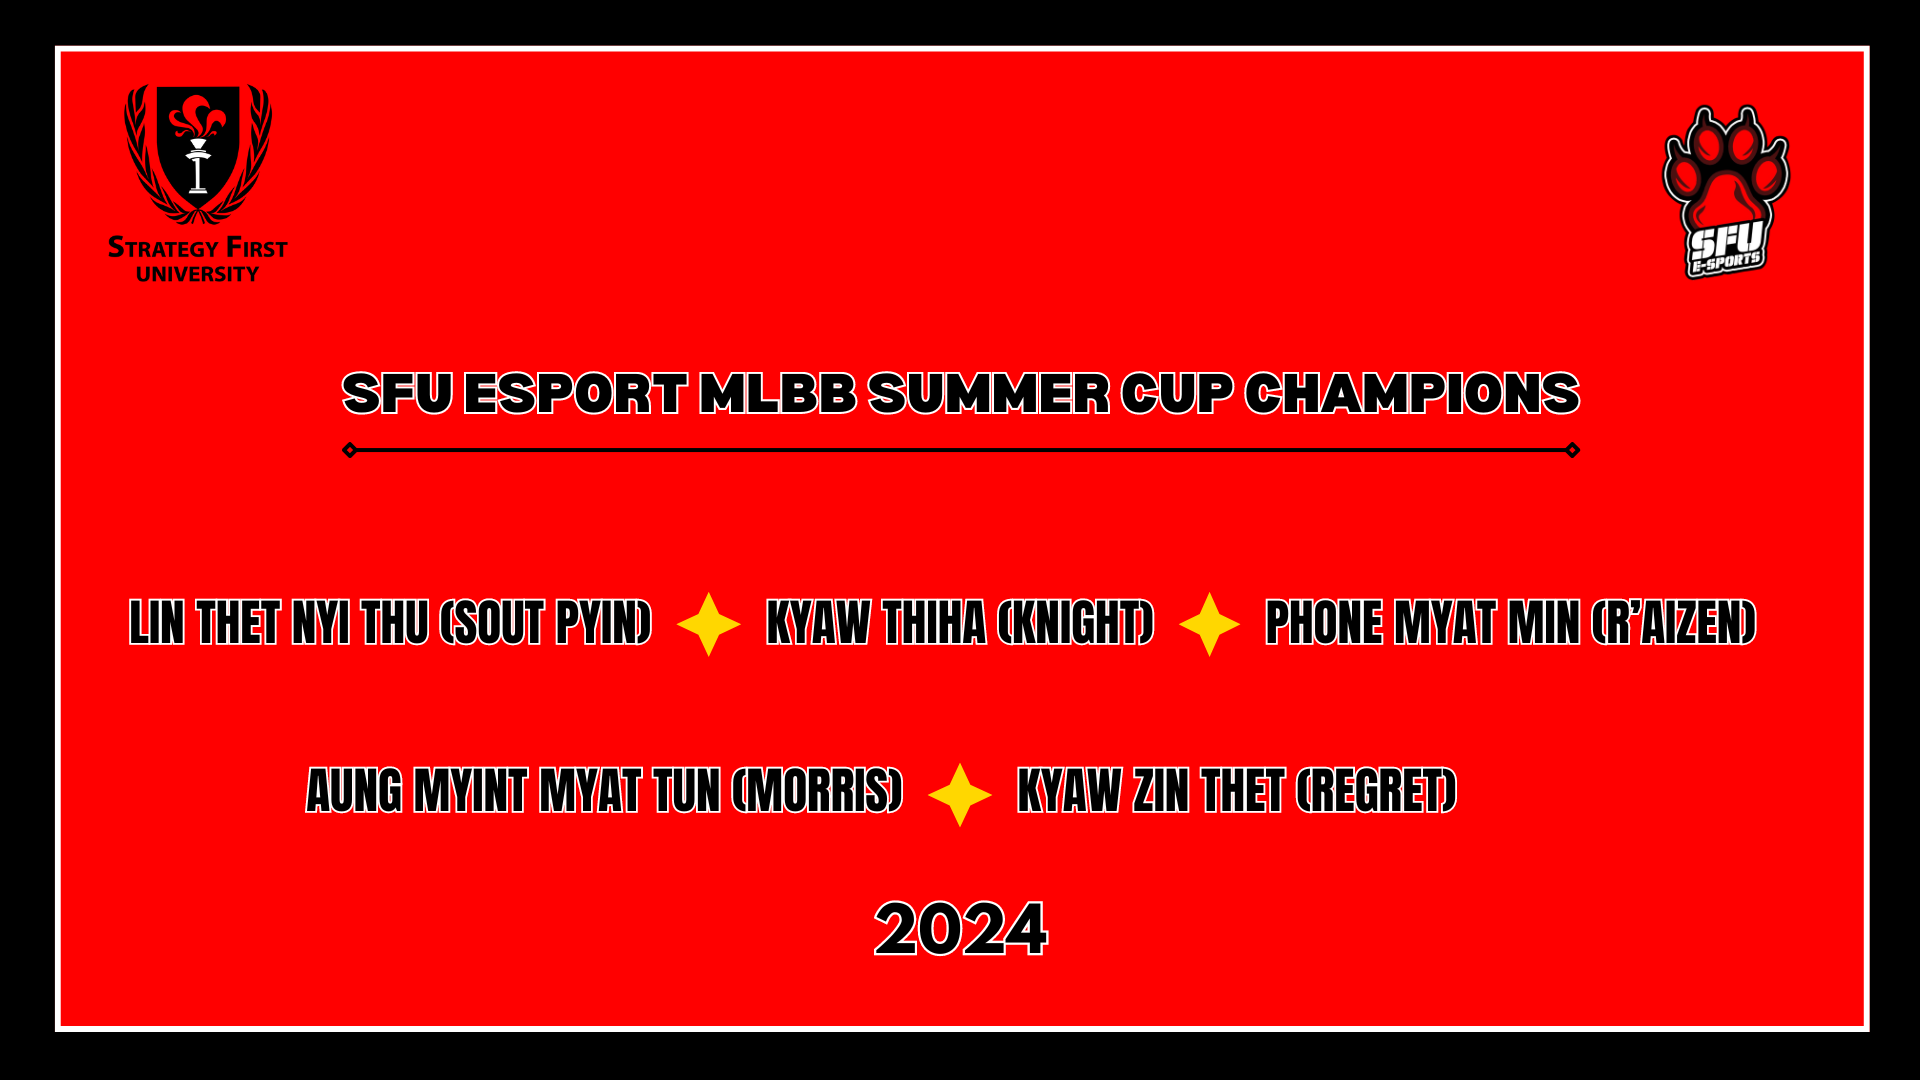 STRATEGY FIRST
UNIVERSITY
SFU
E-SPORTS
SFU ESPORT MLBB SUMMER CUP CHAMPIONS
LIN THET NYI THU (SOUT PYIN) KYAW THIHA (KNIGHT) PHONE MYAT MIN (R’AIZEN)
AUNG MYINT MYAT TUN (MORRIS) KYAW ZIN THET (REGRET)
2024